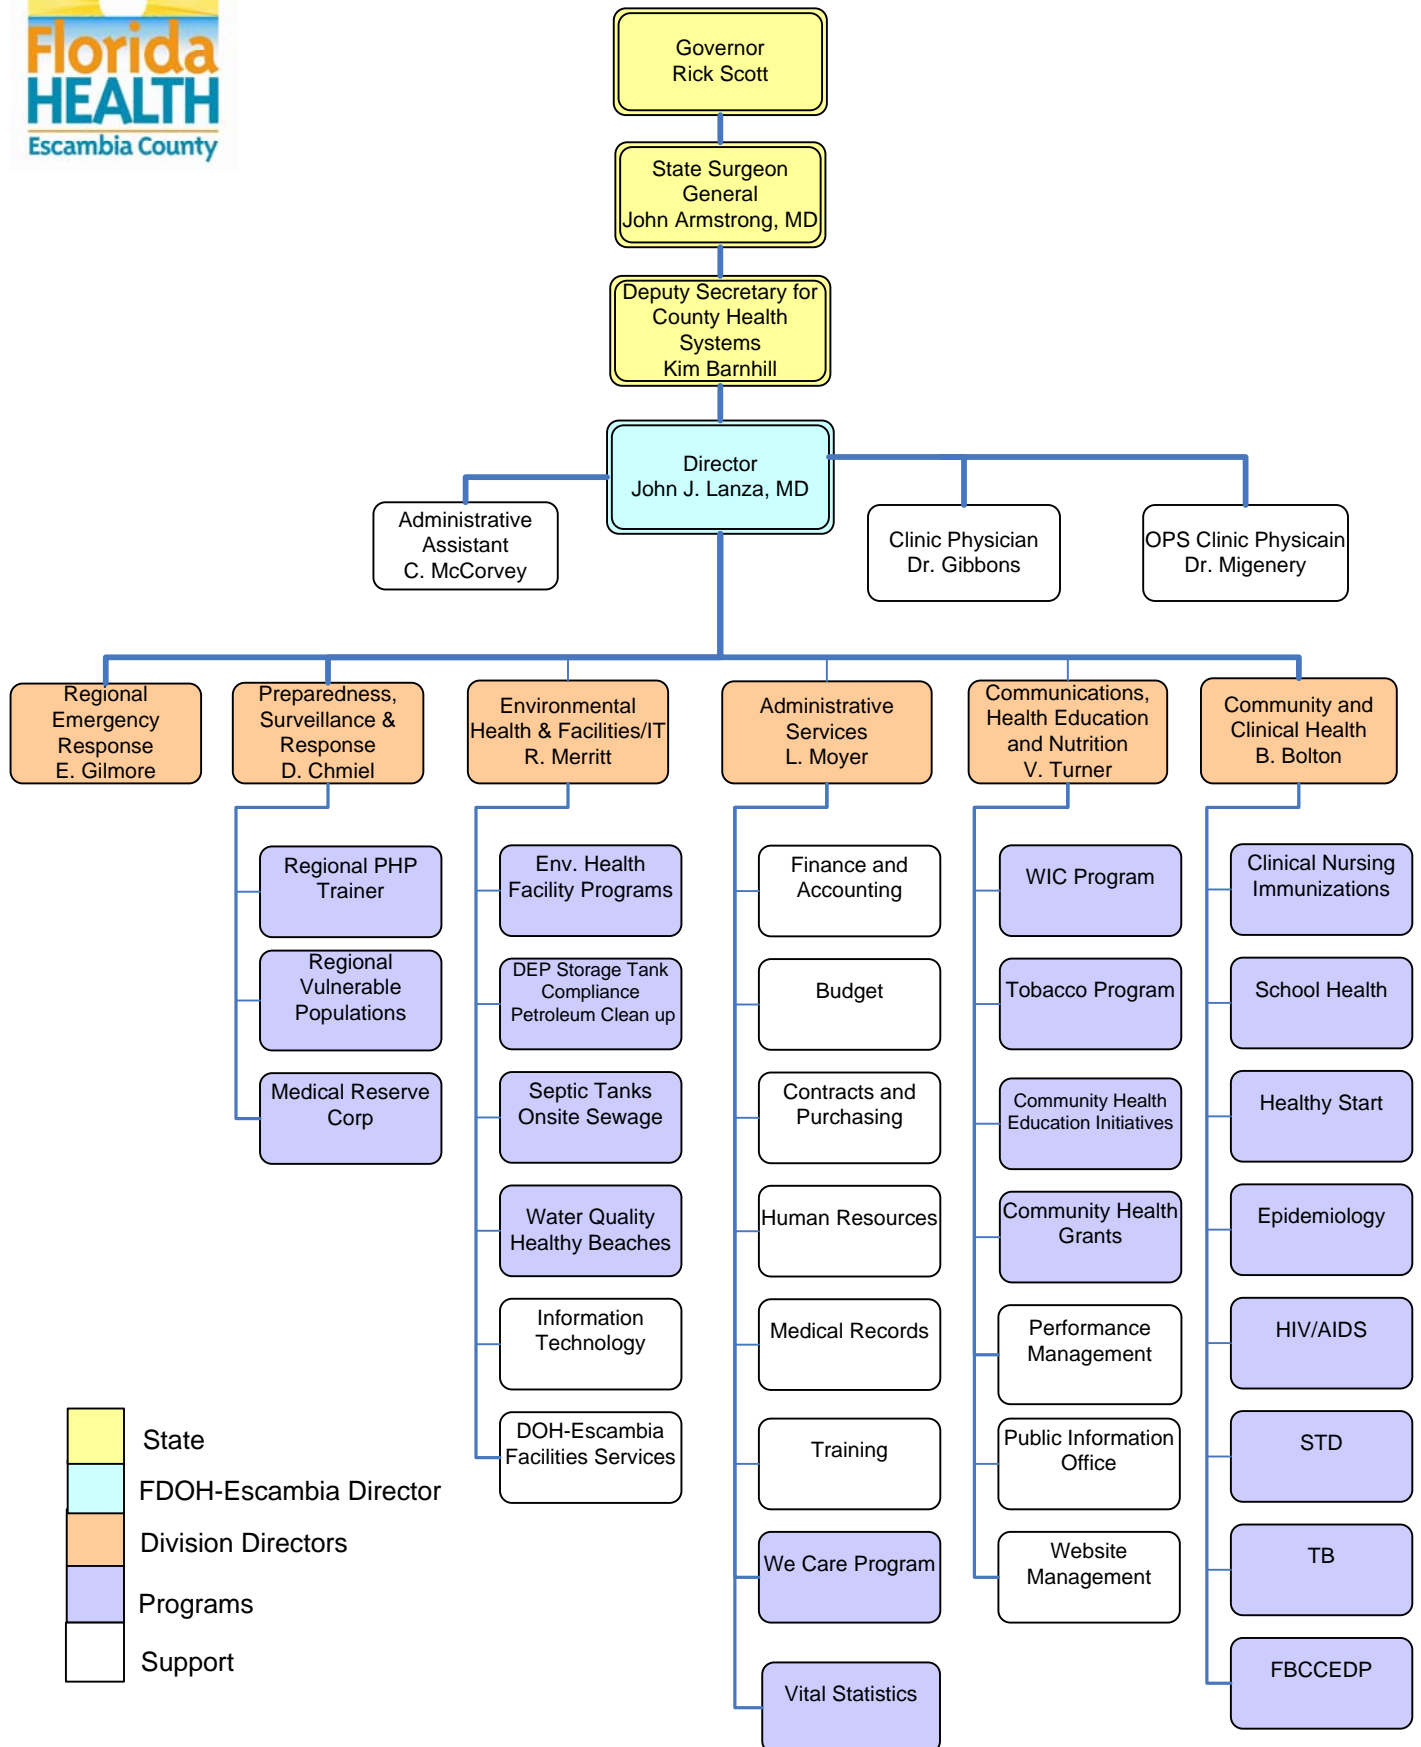 Florida
HEALTH
Escambia County
Governor
Rick Scott
State Surgeon
General
John Armstrong, MD
Deputy Secretary for
County Health
Systems
Kim Barnhill
Director
John J. Lanza, MD
Administrative
Assistant
C. McCorvey
Clinic Physician
Dr. Gibbons
OPS Clinic Physicain
Dr. Migenery
Regional
Emergency
Response
E. Gilmore
Preparedness,
Surveillance &
Response
D. Chmiel
Environmental
Health & Facilities/IT
R. Merritt
Administrative
Services
L. Moyer
Communications,
Health Education
and Nutrition
V. Turner
Community and
Clinical Health
B. Bolton
Regional PHP
Trainer
Regional
Vulnerable
Populations
Medical Reserve
Corp
Env. Health
Facility Programs
DEP Storage Tank
Compliance
Petroleum Clean up
Septic Tanks
Onsite Sewage
Water Quality
Healthy Beaches
Information
Technology
DOH-Escambia
Facilities Services
Finance and
Accounting
Budget
Contracts and
Purchasing
Human Resources
Medical Records
Training
We Care Program
Vital Statistics
WIC Program
Tobacco Program
Community Health
Education Initiatives
Community Health
Grants
Performance
Management
Public Information
Office
Website
Management
Clinical Nursing
Immunizations
School Health
Healthy Start
Epidemiology
HIV/AIDS
STD
TB
FBCCEDP
State
FDOH-Escambia Director
Division Directors
Programs
Support